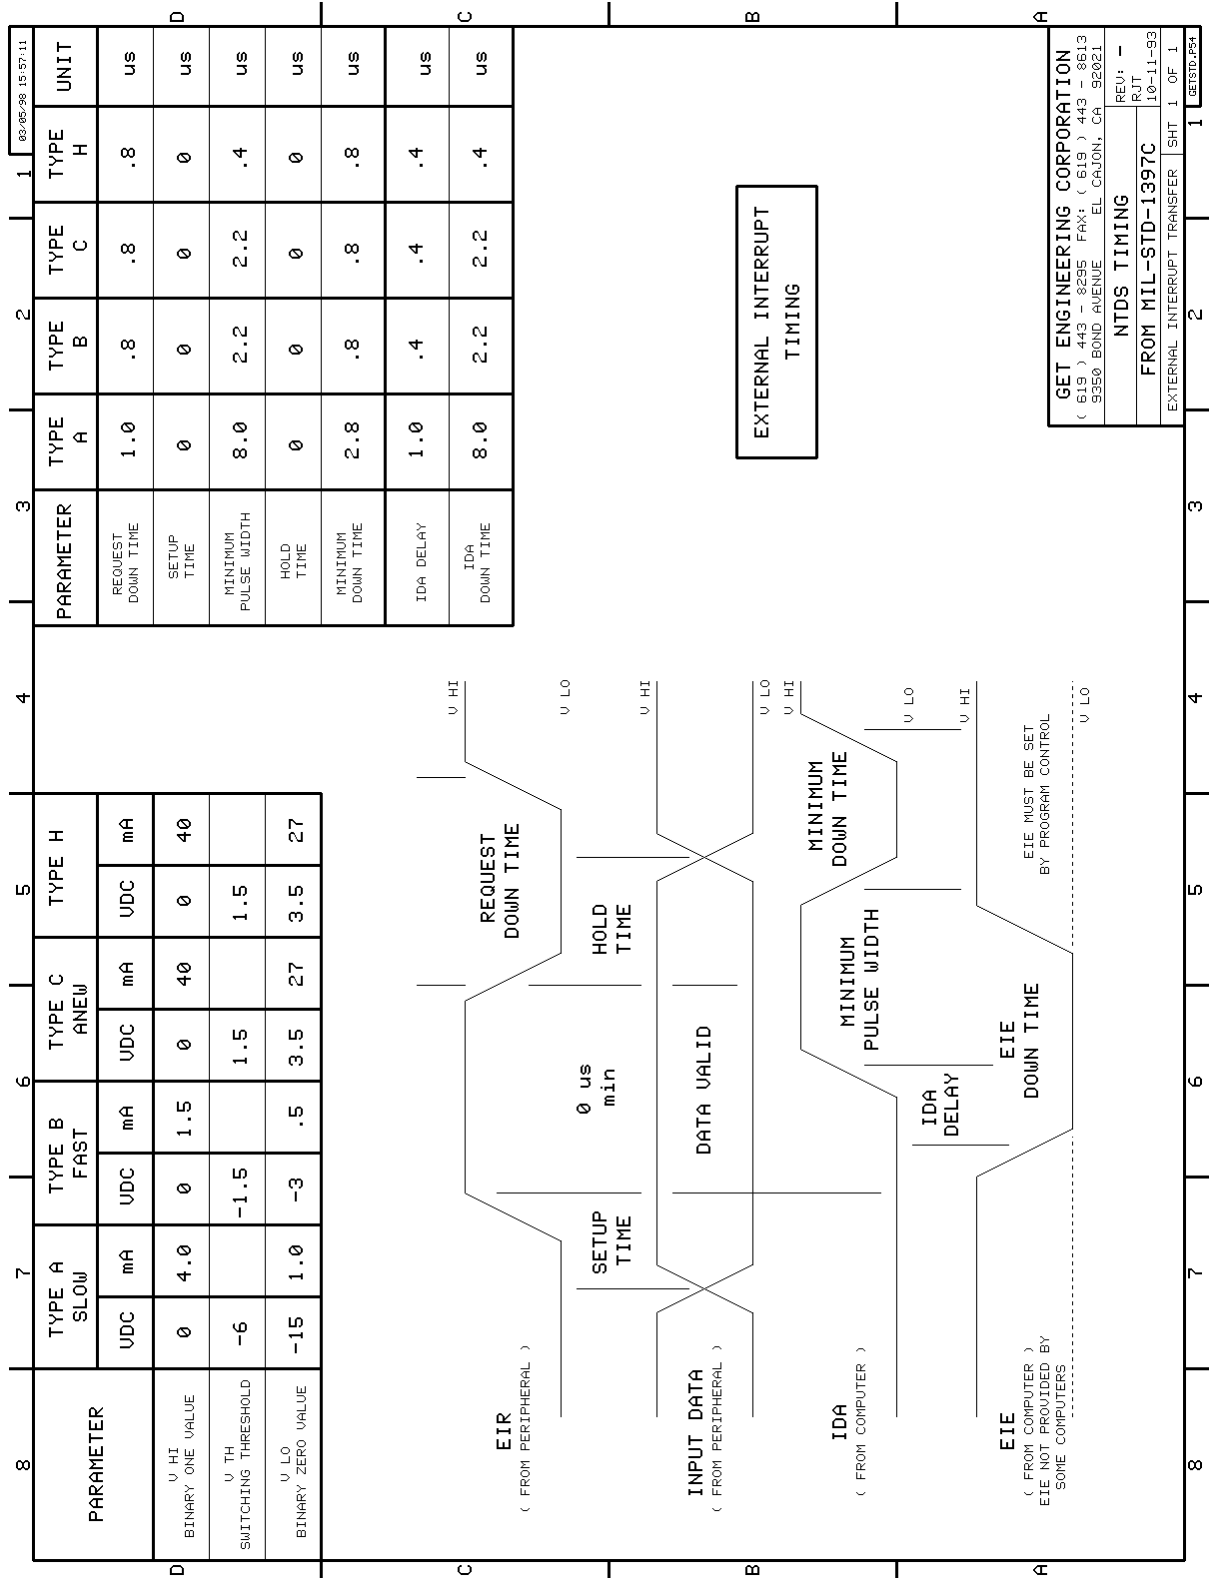 03/05/98 15:57:11
8 7 6 5 4 3 2 1
D
C
B
A
PARAMETER
TYPE A
SLOW
TYPE B
FAST
TYPE C
ANEW
TYPE H
VDC mA VDC mA VDC mA VDC mA
V HI
BINARY ONE VALUE
0 4.0 0 1.5 0 40 0 40
V TH
SWITCHING THRESHOLD
-6 -1.5 1.5 1.5
V LO
BINARY ZERO VALUE
-15 1.0 -3 .5 3.5 27 3.5 27
PARAMETER
TYPE
A
TYPE
B
TYPE
C
TYPE
H
UNIT
REQUEST
DOWN TIME
1.0 .8 .8 .8 us
SETUP
TIME
0 0 0 0 us
MINIMUM
PULSE WIDTH
8.0 2.2 2.2 .4 us
HOLD
TIME
0 0 0 0 us
MINIMUM
DOWN TIME
2.8 .8 .8 .8 us
IDA DELAY
1.0 .4 .4 .4 us
IDA
DOWN TIME
8.0 2.2 2.2 .4 us
EIR
( FROM PERIPHERAL )
REQUEST
DOWN TIME
V HI
V LO
SETUP
TIME
0 us
min
HOLD
TIME
INPUT DATA
( FROM PERIPHERAL )
DATA VALID
V HI
V LO
IDA
( FROM COMPUTER )
MINIMUM
PULSE WIDTH
MINIMUM
DOWN TIME
V HI
V LO
IDA
DELAY
EIE
( FROM COMPUTER )
EIE NOT PROVIDED BY
SOME COMPUTERS
EIE
DOWN TIME
EIE MUST BE SET
BY PROGRAM CONTROL
V HI
V LO
EXTERNAL INTERRUPT
TIMING
GET ENGINEERING CORPORATION
( 619 ) 443 - 8295 FAX: ( 619 ) 443 - 8613
9350 BOND AVENUE EL CAJON, CA 92021
NTDS TIMING
REV: -
RJT
FROM MIL-STD-1397C
10-11-93
EXTERNAL INTERRUPT TRANSFER
SHT 1 OF 1
8 7 6 5 4 3 2 1
D
C
B
A
GETSTD.P54